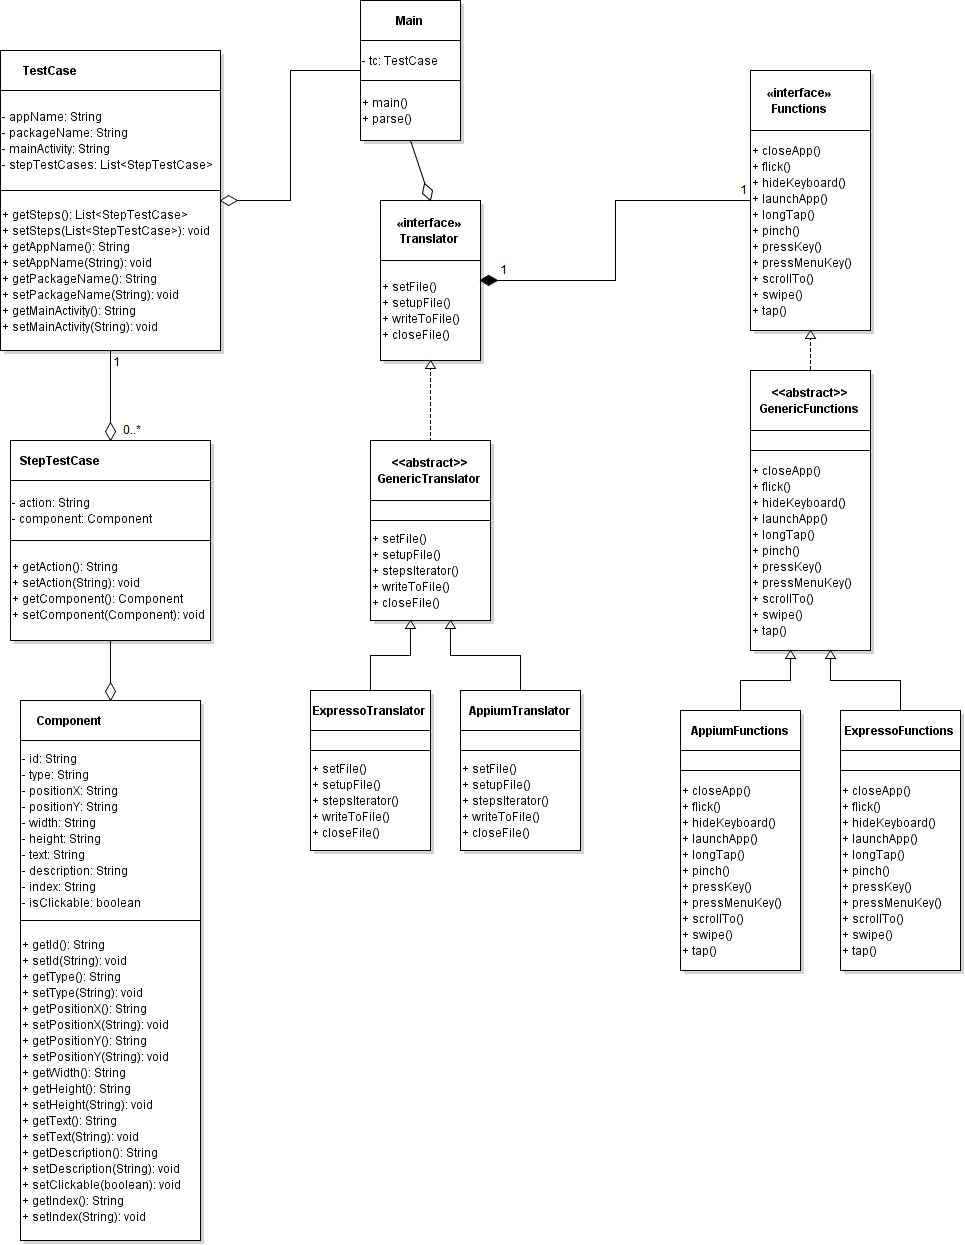 Main
- tc: TestCase
+ main()
+ parse()
TestCase
- appName: String
- packageName: String
- mainActivity: String
- stepTestCases: List<StepTestCase>
+ getSteps(): List<StepTestCase>
+ setSteps(List<StepTestCase>): void
+ getAppName(): String
+ setAppName(String): void
+ getPackageName(): String
+ setPackageName(String): void
+ getMainActivity(): String
+ setMainActivity(String): void
1
0..*
StepTestCase
- action: String
- component: Component
+ getAction(): String
+ setAction(String): void
+ getComponent(): Component
+ setComponent(Component): void
Component
- id: String
- type: String
- positionX: String
- positionY: String
- width: String
- height: String
- text: String
- description: String
- index: String
- isClickable: boolean
+ getId(): String
+ setId(String): void
+ getType(): String
+ setType(String): void
+ getPositionX(): String
+ setPositionX(String): void
+ getPositionY(): String
+ setPositionY(String): void
+ getWidth(): String
+ getHeight(): String
+ setHeight(String): void
+ getText(): String
+ setText(String): void
+ getDescription(): String
+ setDescription(String): void
+ setClickable(boolean): void
+ getIndex(): String
+ setIndex(String): void
«interface»
Translator
+ setFile()
+ setupFile()
+ writeToFile()
+ closeFile()
1
1
<<abstract>>
GenericTranslator
+ setFile()
+ setupFile()
+ stepsIterator()
+ writeToFile()
+ closeFile()
ExpressoTranslator
+ setFile()
+ setupFile()
+ stepsIterator()
+ writeToFile()
+ closeFile()
AppiumTranslator
+ setFile()
+ setupFile()
+ stepsIterator()
+ writeToFile()
+ closeFile()
«interface»
Functions
+ closeApp()
+ flick()
+ hideKeyboard()
+ launchApp()
+ longTap()
+ pinch()
+ pressKey()
+ pressMenuKey()
+ scrollTo()
+ swipe()
+ tap()
<<abstract>>
GenericFunctions
+ closeApp()
+ flick()
+ hideKeyboard()
+ launchApp()
+ longTap()
+ pinch()
+ pressKey()
+ pressMenuKey()
+ scrollTo()
+ swipe()
+ tap()
AppiumFunctions
+ closeApp()
+ flick()
+ hideKeyboard()
+ launchApp()
+ longTap()
+ pinch()
+ pressKey()
+ pressMenuKey()
+ scrollTo()
+ swipe()
+ tap()
ExpressoFunctions
+ closeApp()
+ flick()
+ hideKeyboard()
+ launchApp()
+ longTap()
+ pinch()
+ pressKey()
+ pressMenuKey()
+ scrollTo()
+ swipe()
+ tap()